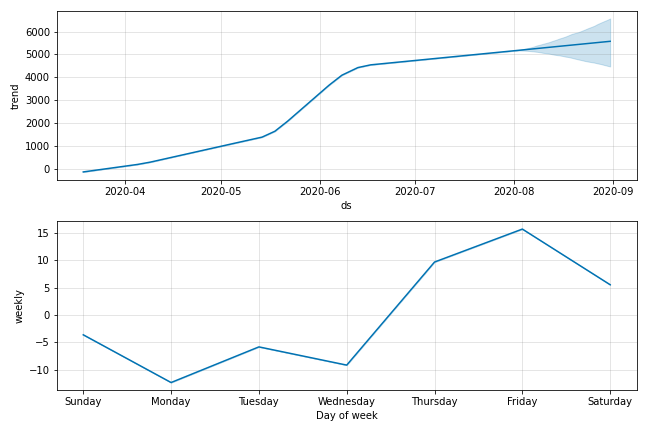 6000
5000
4000
3000
2000
1000
0
trend
2020-04 2020-05 2020-06 2020-07 2020-08 2020-09
ds
15
10
5
0
−5
−10
weekly
Sunday Monday Tuesday Wednesday Thursday Friday Saturday
Day of week